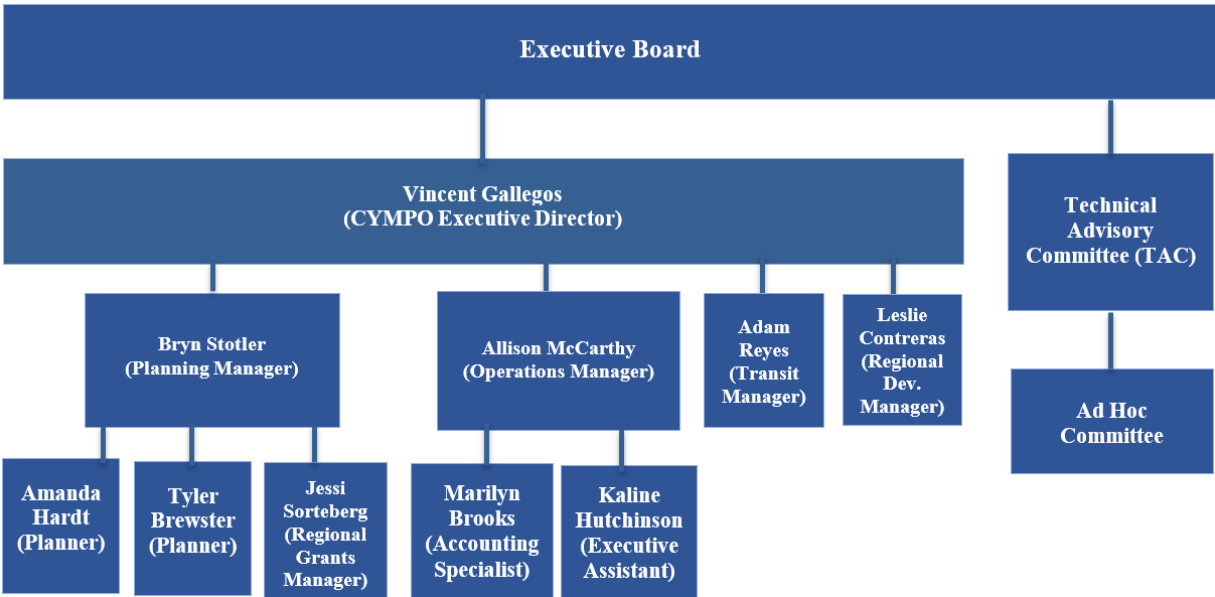 Executive Board
Vincent Gallegos
(CYMPO Executive Director)
Technical
Advisory
Committee (TAC)
Bryn Stotler
(Planning Manager)
Allison McCarthy
(Operations Manager)
Adam
Reyes
(Transit
Manager)
Leslie
Contreras
(Regional
Dev.
Manager)
Ad Hoc
Committee
Amanda
Hardt
(Planner)
Tyler
Brewster
(Planner)
Jessi
Sorteberg
(Regional
Grants
Manager)
Marilyn
Brooks
(Accounting
Specialist)
Kaline
Hutchinson
(Executive
Assistant)